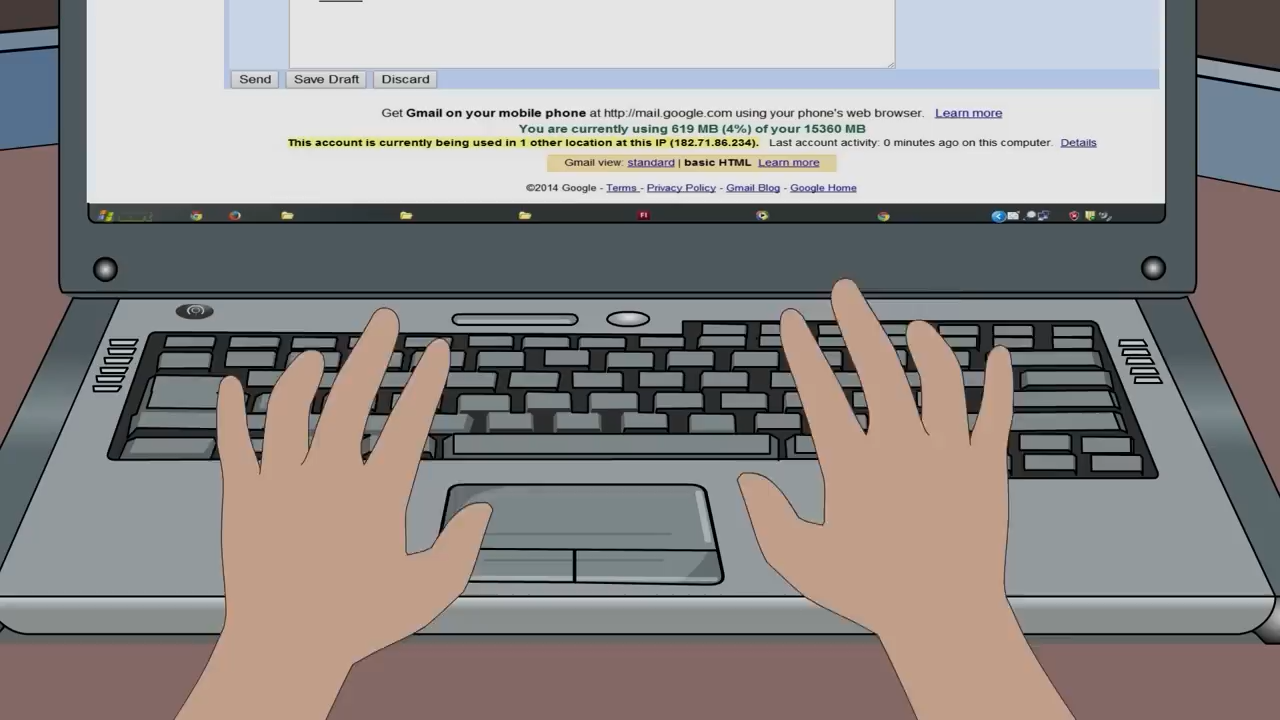 Send Save Draft Discard
Get Gmail on your mobile phone at http://mail.google.com using your phone's web browser. Learn more
You are currently using 619 MB (4%) of your 15360 MB
This account is currently being used in 1 other location at this IP (182.71.86.234). Last account activity: 0 minutes ago on this computer. Details
Gmail view: standard | basic HTML Learn more
©2014 Google - Terms - Privacy Policy - Gmail Blog - Google Home